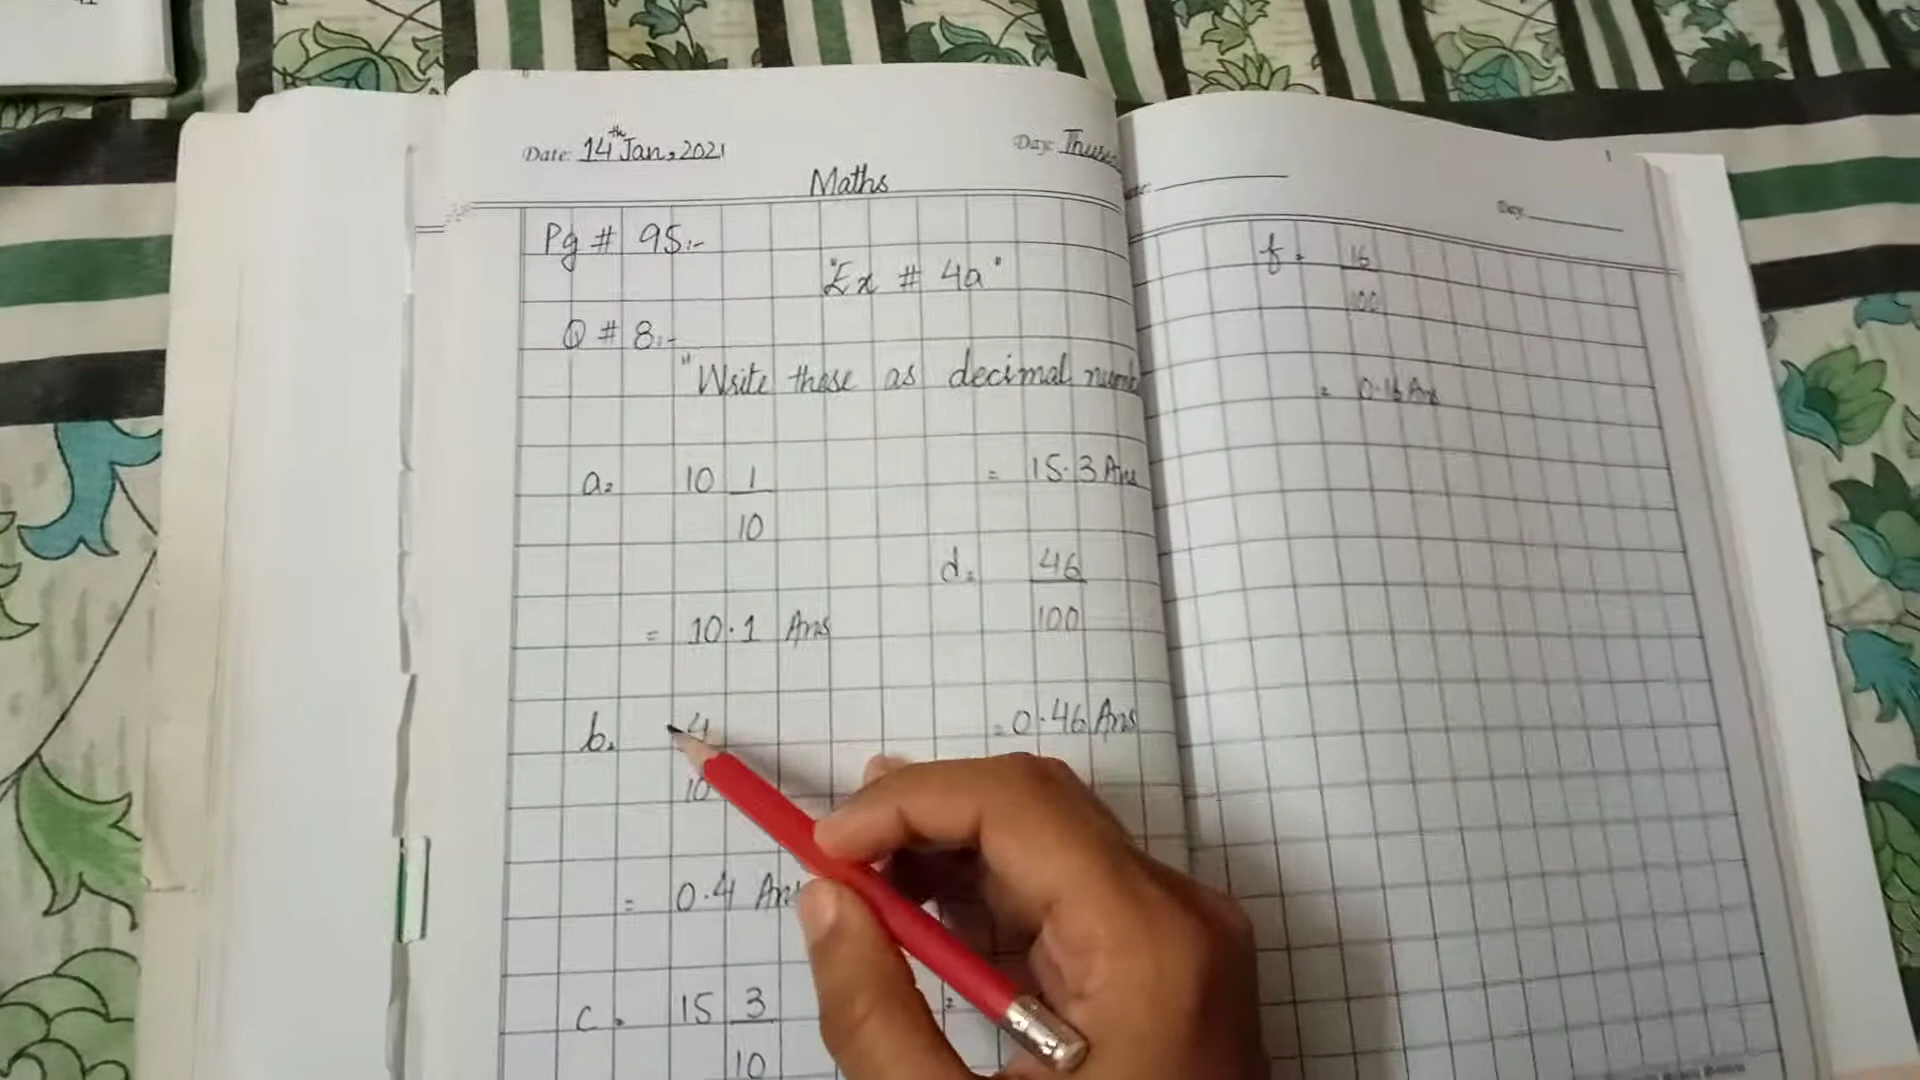 Date: 14th Jan, 2021
Day:
Maths
Pg # 95:-
"Ex # 4a"
Q # 8:-
"Write these as decimal
a. 10 1
10
= 10.1 Ans
b. 4
10
= 0.4 Ans
c. 15 3
10
= 15.3 Ans
d. 46
100
= 0.46 Ans
=
Day:
f. 16
100
= 0.16 Ans